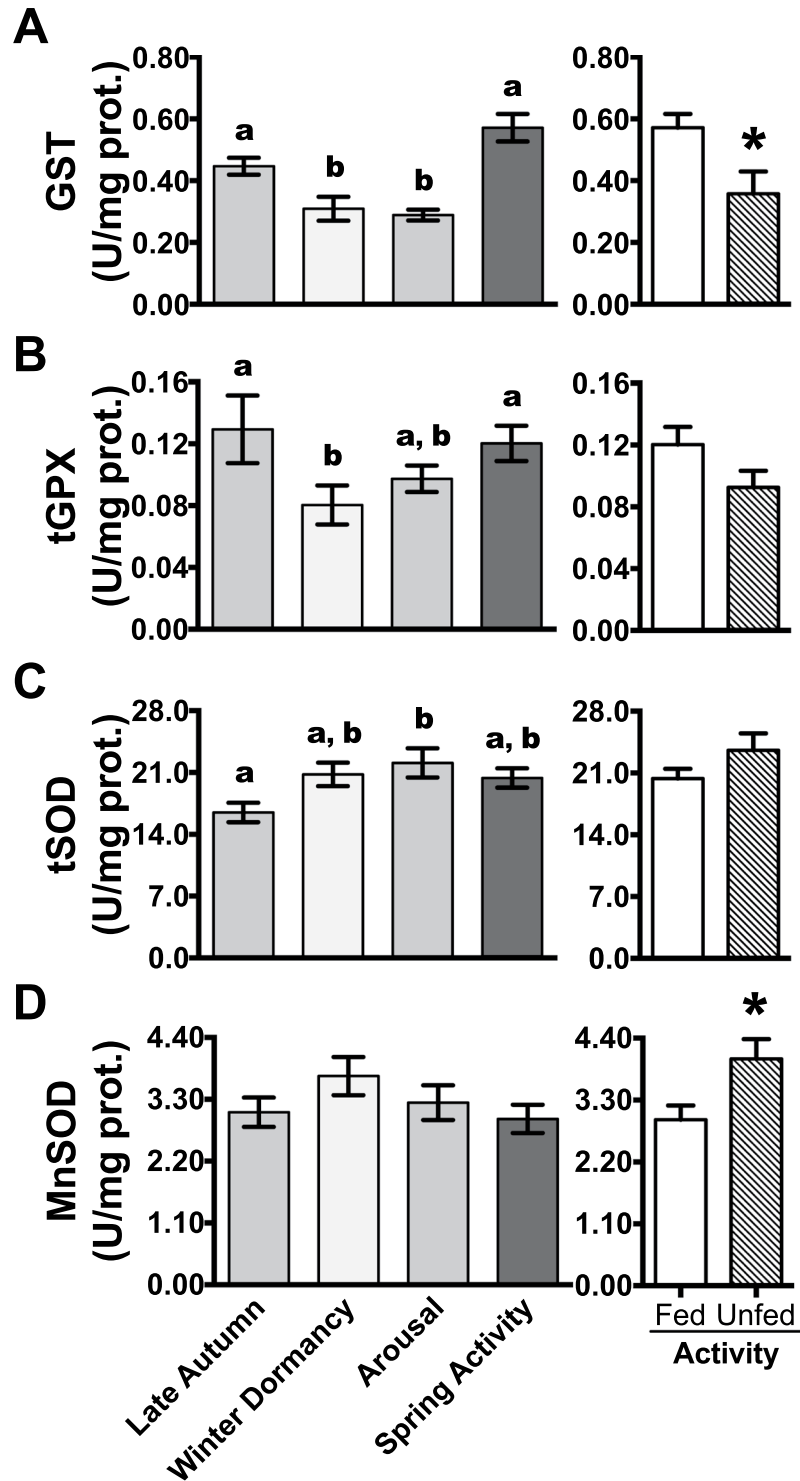 A
GST
(U/mg prot.)
0.80
0.60
0.40
0.20
0.00
a
b
b
a
0.80
0.60
0.40
0.20
0.00
*
B
tGPX
(U/mg prot.)
0.16
0.12
0.08
0.04
0.00
a
b
a, b
a
0.16
0.12
0.08
0.04
0.00
C
tSOD
(U/mg prot.)
28.0
21.0
14.0
7.0
0.0
a
a, b
b
a, b
28.0
21.0
14.0
7.0
0.0
D
MnSOD
(U/mg prot.)
4.40
3.30
2.20
1.10
0.00
4.40
3.30
2.20
1.10
0.00
*
Late Autumn
Winter Dormancy
Arousal
Spring Activity
Fed Unfed
Activity